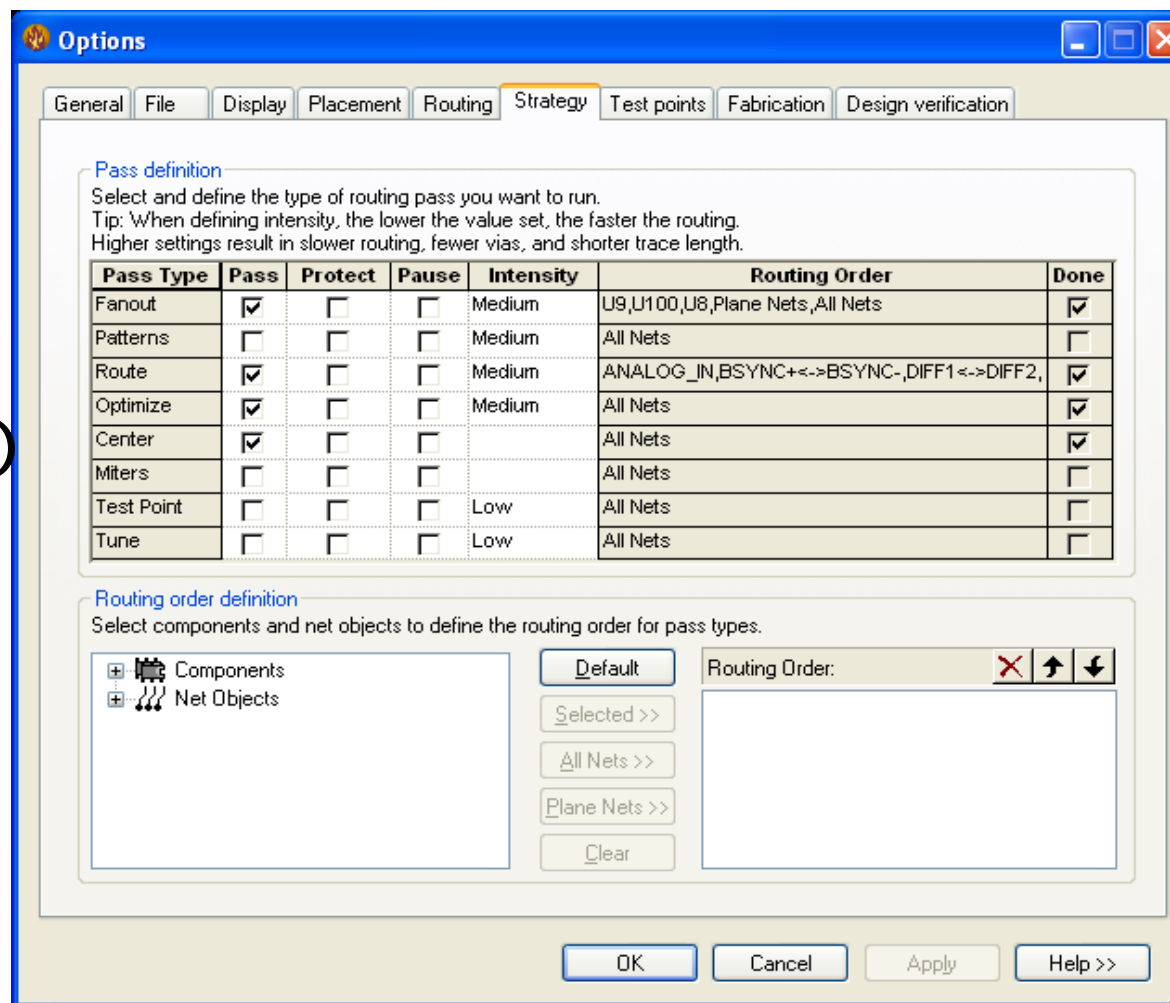 Options
General File Display Placement Routing Strategy Test points Fabrication Design verification
Pass definition
Select and define the type of routing pass you want to run.
Tip: When defining intensity, the lower the value set, the faster the routing.
Higher settings result in slower routing, fewer vias, and shorter trace length.
Pass Type Pass Protect Pause Intensity Routing Order Done
Fanout Medium U9,U100,U8,Plane Nets,All Nets
Patterns Medium All Nets
Route Medium ANALOG_IN,BSYNC+<->BSYNC-,DIFF1<->DIFF2,
Optimize Medium All Nets
Center All Nets
Miters All Nets
Test Point Low All Nets
Tune Low All Nets
Routing order definition
Select components and net objects to define the routing order for pass types.
Components
Net Objects
Default
Selected >>
All Nets >>
Plane Nets >>
Clear
Routing Order:
OK Cancel Apply Help >>